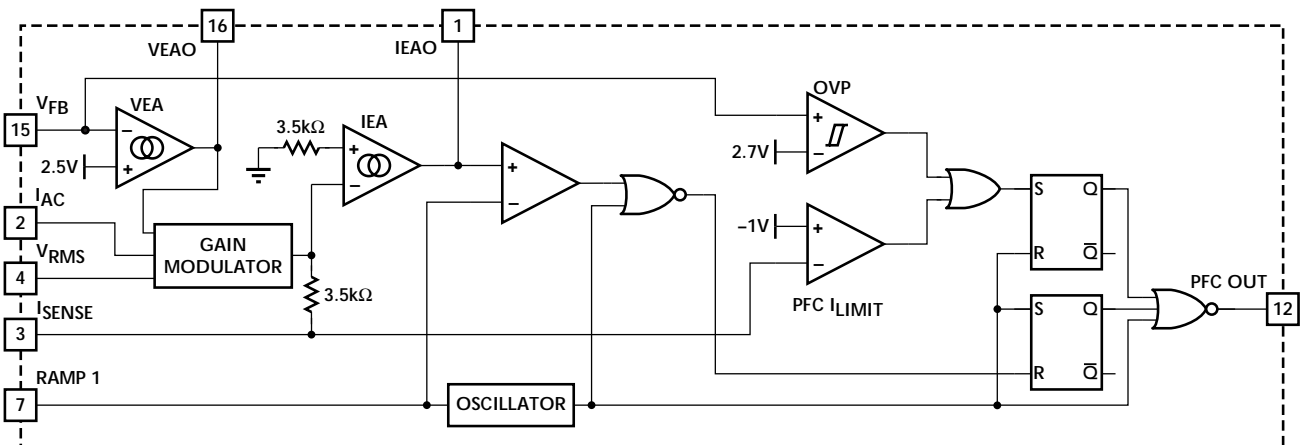 16
VEAO
1
IEAO
VFB
15
VEA
−
+
2.5V
3.5kΩ
IEA
+
−
+
−
OVP
+
−
2.7V
IAC
2
VRMS
4
GAIN
MODULATOR
3.5kΩ
ISENSE
3
−1V
+
−
PFC ILIMIT
S Q
R Q̅
S Q
R Q̅
PFC OUT
12
RAMP 1
7
OSCILLATOR